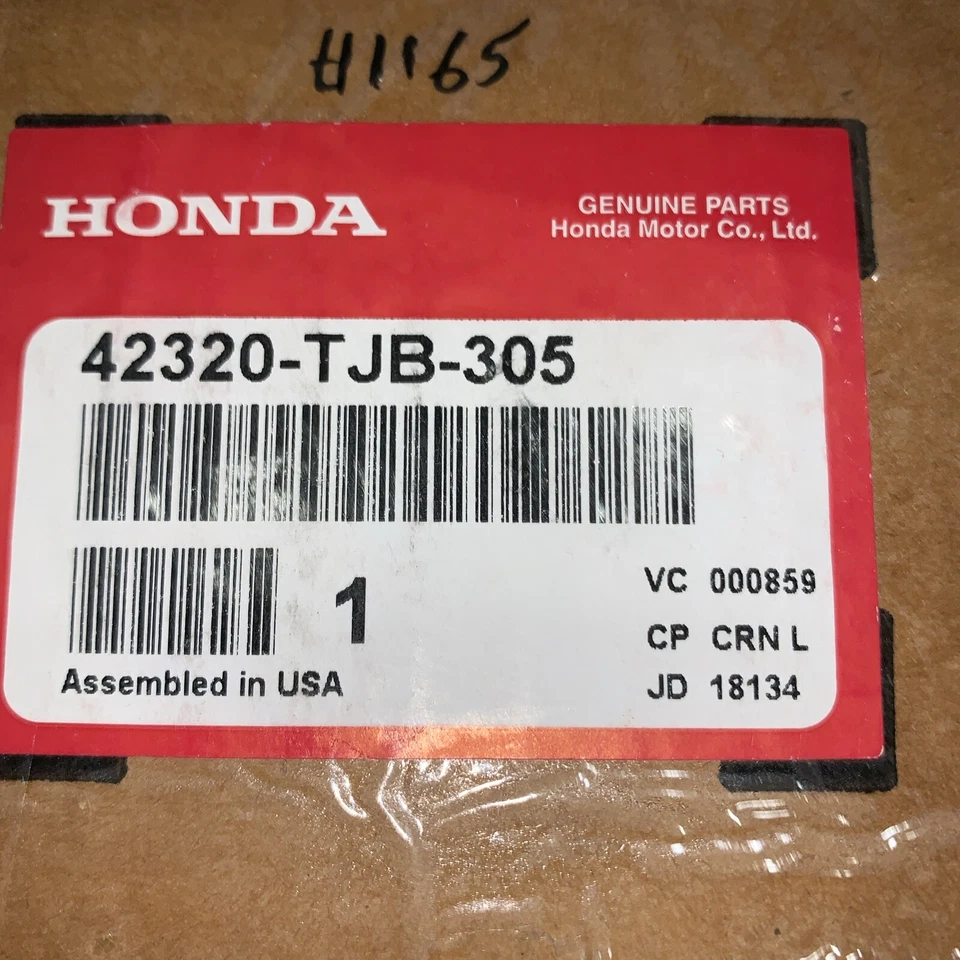 H1165
HONDA
GENUINE PARTS
Honda Motor Co., Ltd.
42320-TJB-305
1
VC 000859
CP CRN L
Assembled in USA
JD 18134